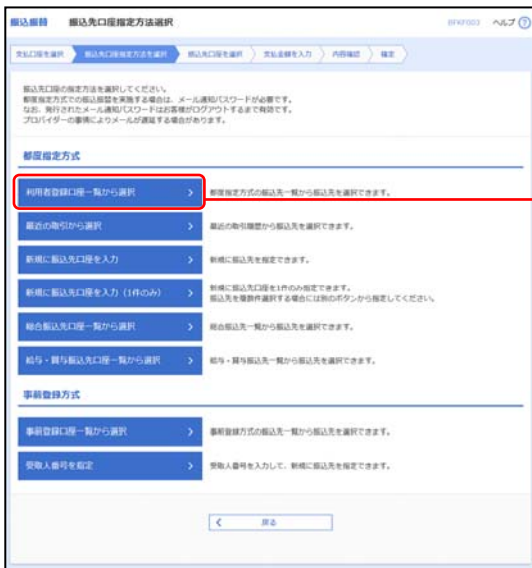 振込振替 振込先口座指定方法選択 BFKF003 ヘルプ ?
支払口座を選択 振込先口座指定方法を選択 振込先口座を選択 支払金額を入力 内容確認 確定
振込先口座の指定方法を選択してください。
都度指定方式での振込振替を実施する場合は、メール通知パスワードが必要です。
なお、発行されたメール通知パスワードはお客様がログアウトするまで有効です。
プロバイダーの事情によりメールが遅延する場合があります。
都度指定方式
利用者登録口座一覧から選択 都度指定方式の振込先一覧から振込先を選択できます。
最近の取引から選択 最近の取引履歴から振込先を選択できます。
新規に振込先口座を入力 新規に振込先を指定できます。
新規に振込先口座を入力（1件のみ） 新規に振込先口座を1件のみ指定できます。
振込先を複数件選択する場合には別のボタンから指定してください。
総合振込先口座一覧から選択 総合振込先一覧から振込先を選択できます。
給与・賞与振込先口座一覧から選択 給与・賞与振込先一覧から振込先を選択できます。
事前登録方式
事前登録口座一覧から選択 事前登録方式の振込先一覧から振込先を選択できます。
受取人番号を指定 受取人番号を入力して、新規に振込先を指定できます。
戻る